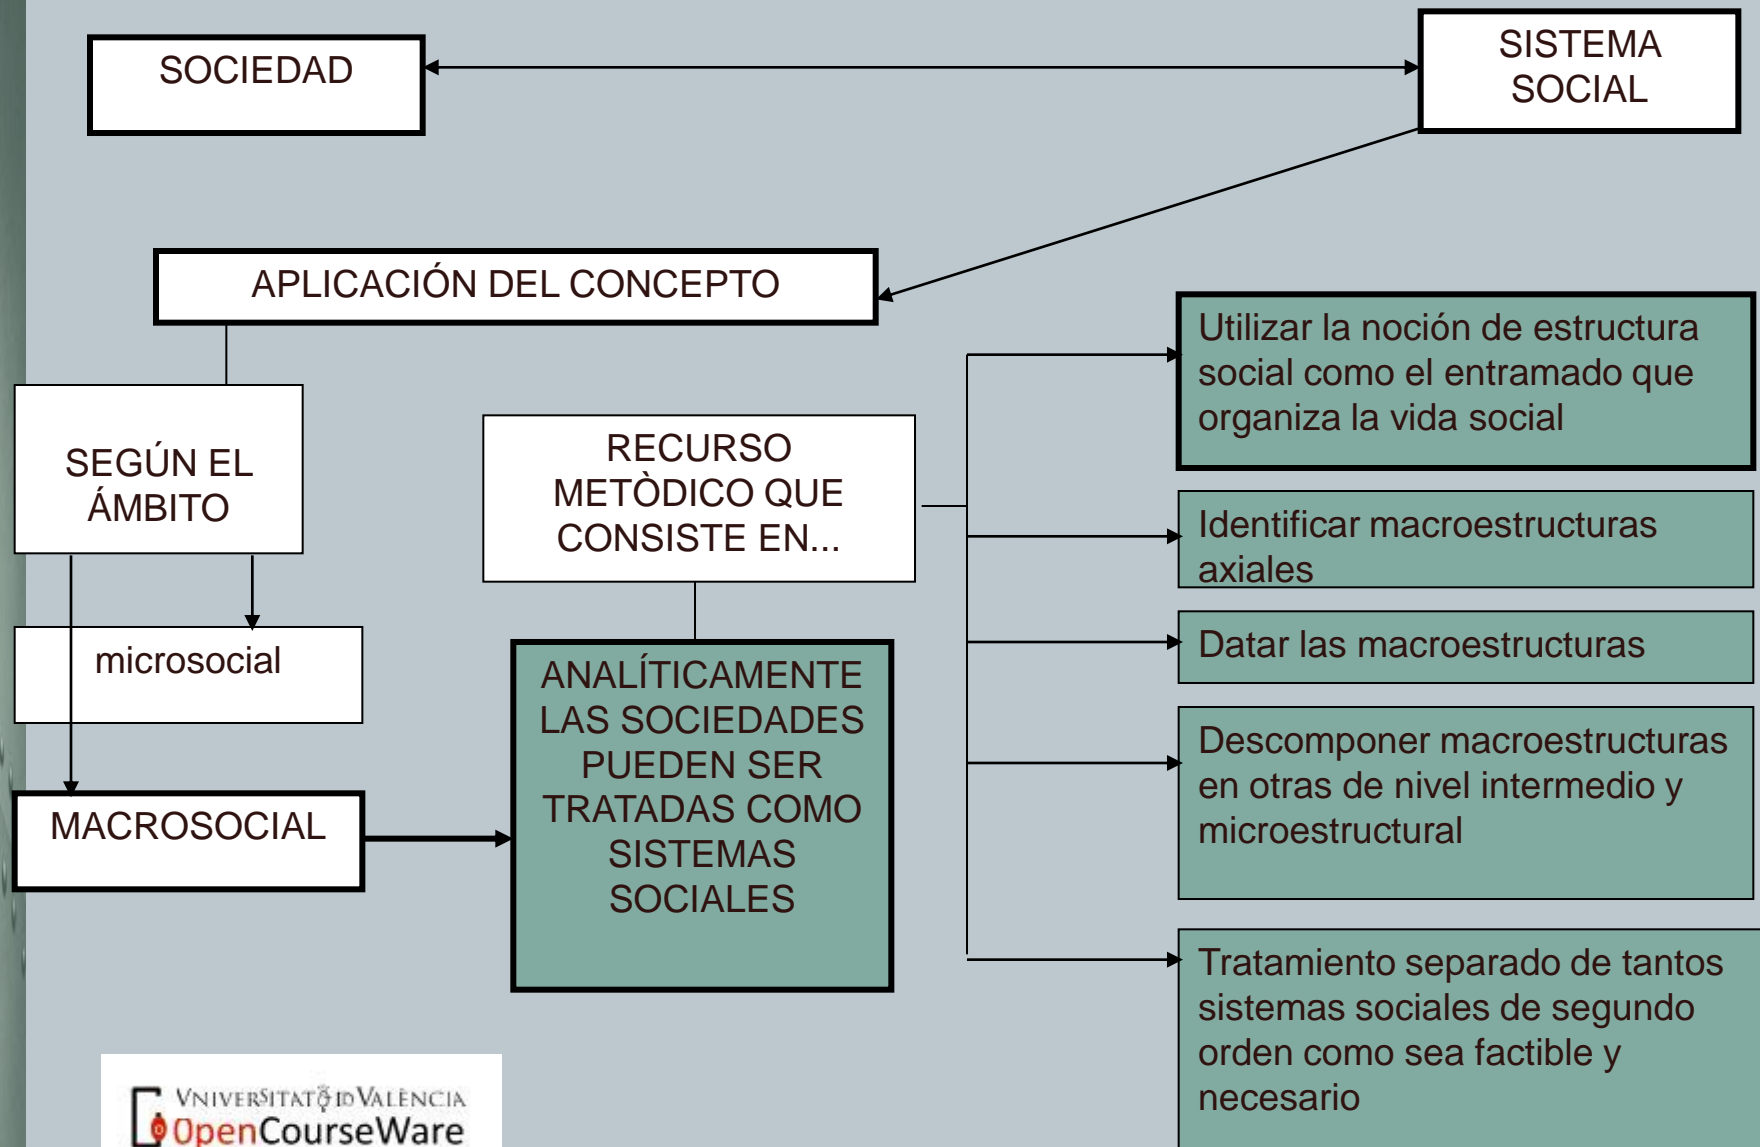 SOCIEDAD
SISTEMA
SOCIAL
APLICACIÓN DEL CONCEPTO
SEGÚN EL
ÁMBITO
microsocial
MACROSOCIAL
RECURSO
METÒDICO QUE
CONSISTE EN...
ANALÍTICAMENTE
LAS SOCIEDADES
PUEDEN SER
TRATADAS COMO
SISTEMAS
SOCIALES
Utilizar la noción de estructura
social como el entramado que
organiza la vida social
Identificar macroestructuras
axiales
Datar las macroestructuras
Descomponer macroestructuras
en otras de nivel intermedio y
microestructural
Tratamiento separado de tantos
sistemas sociales de segundo
orden como sea factible y
necesario
VNIVERSITAT ID VALÈNCIA
OpenCourseWare